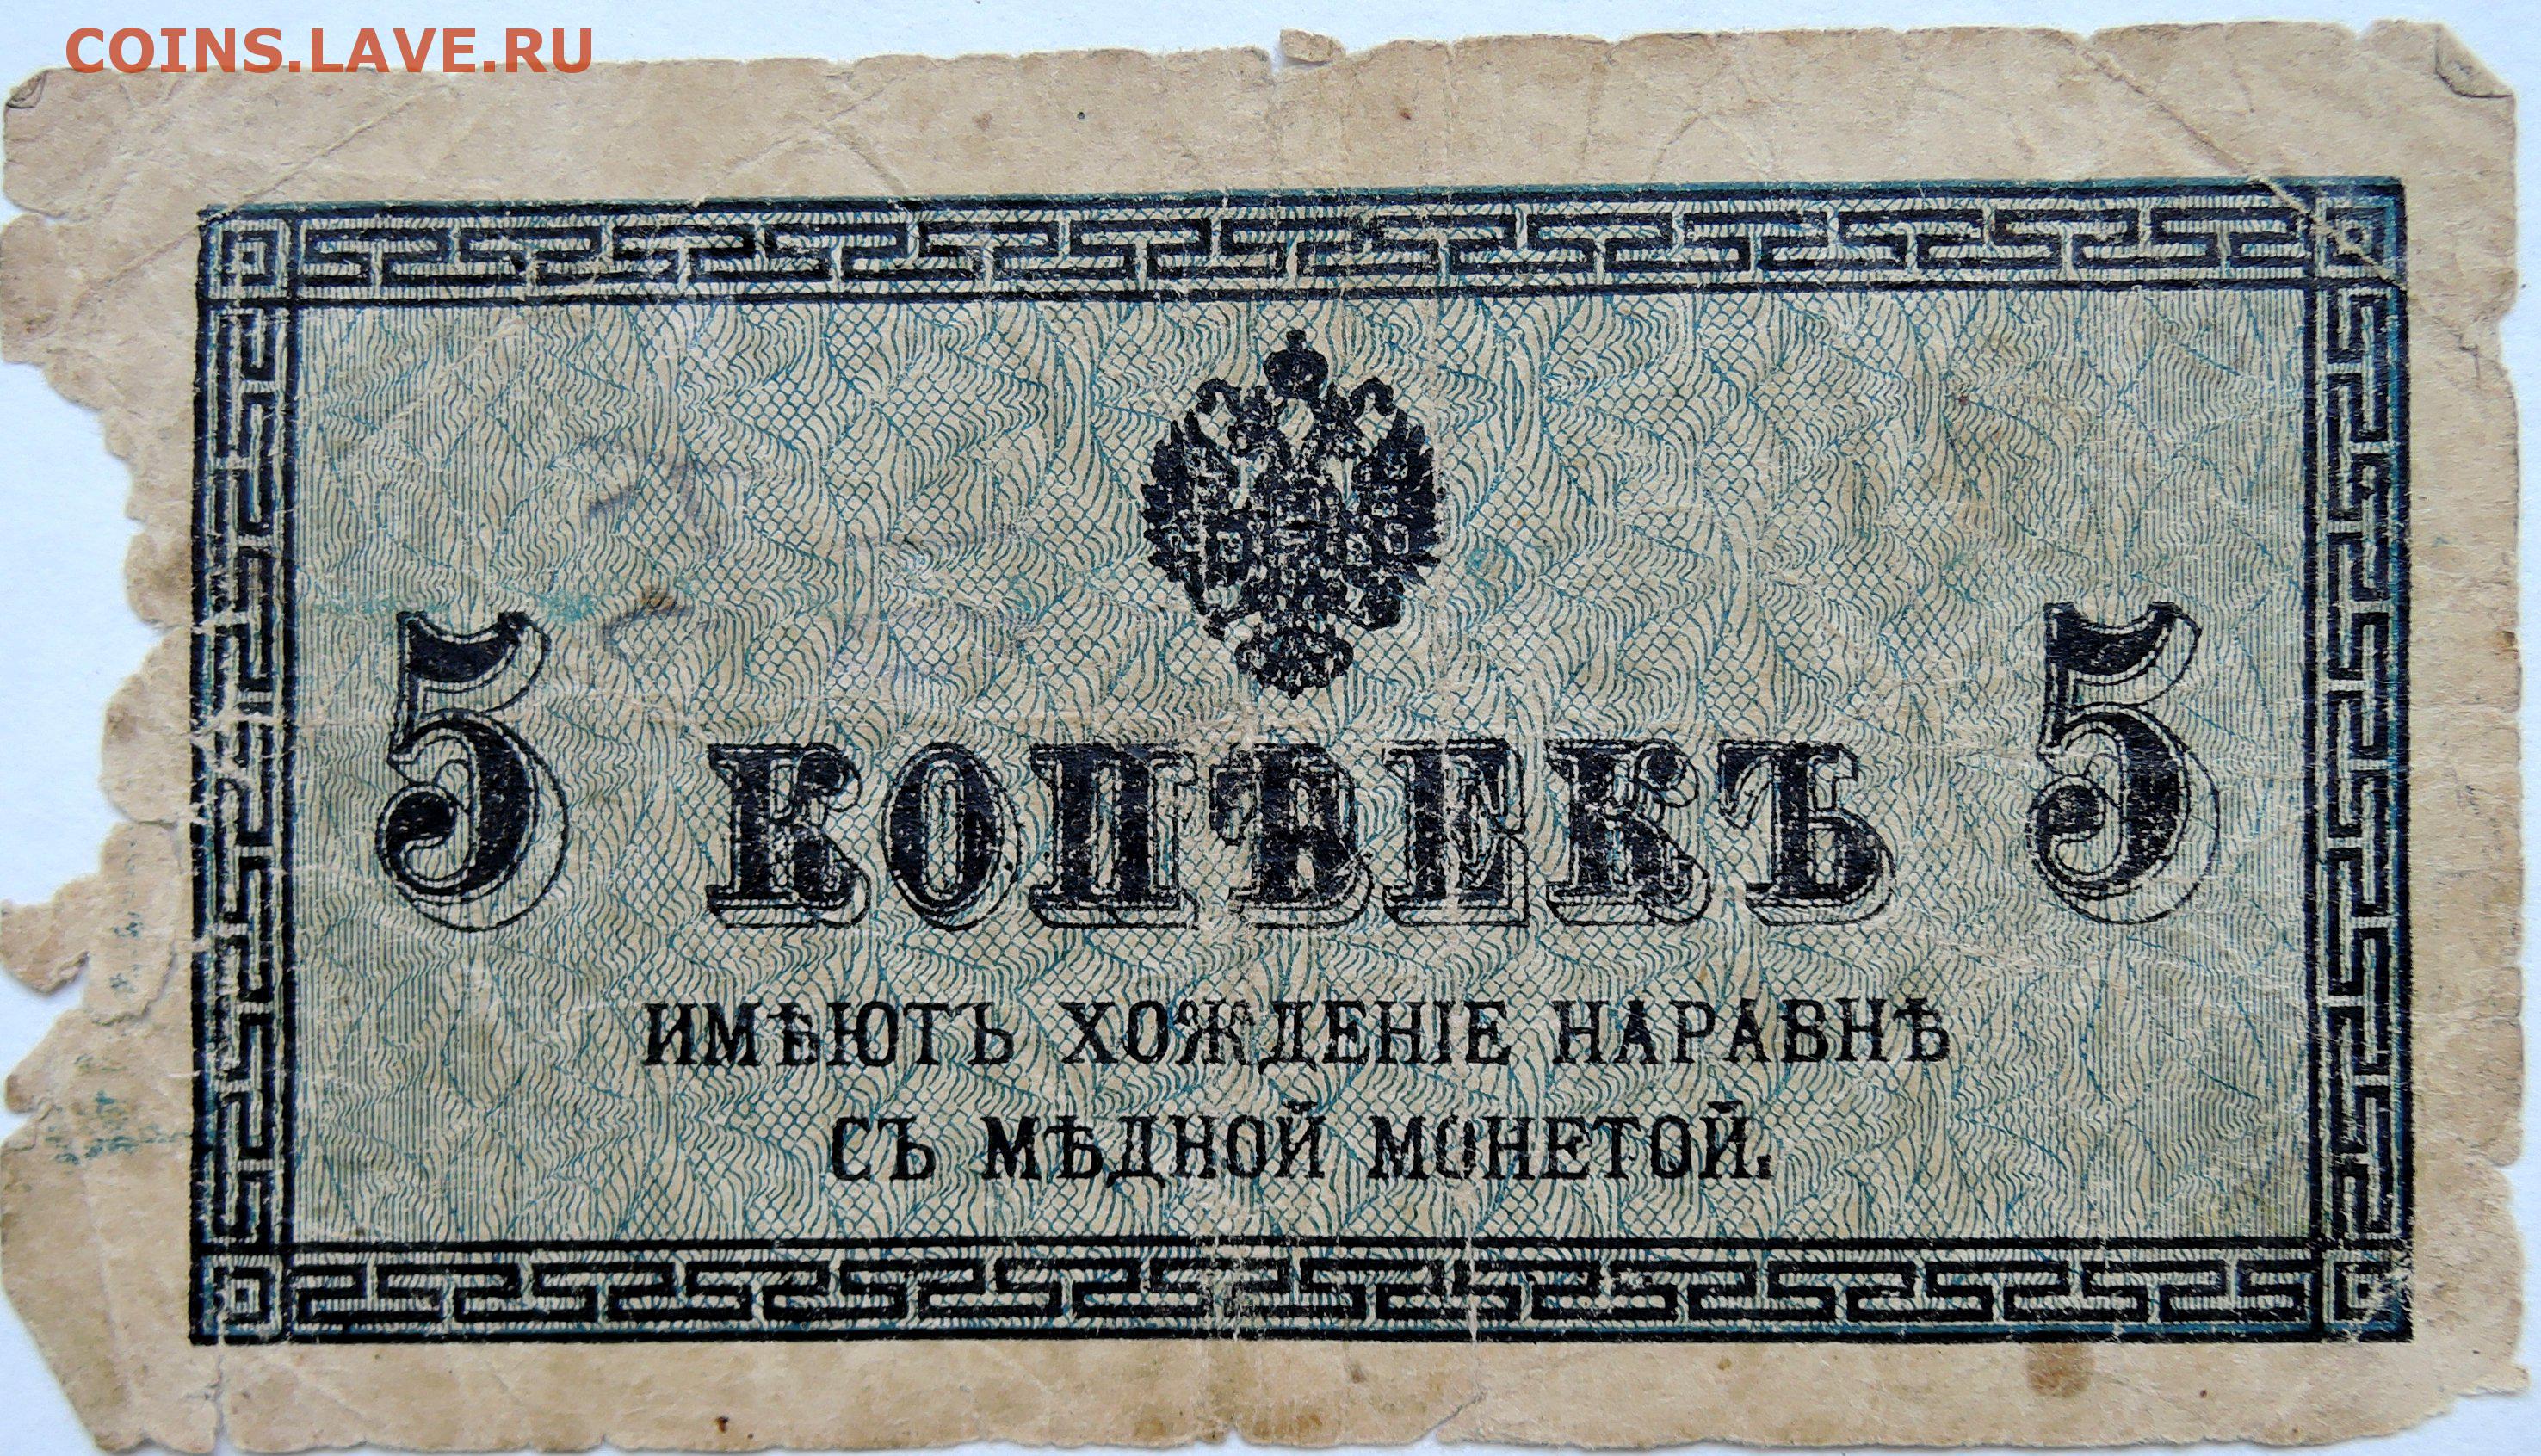 COINS.LAVE.RU
5 КОПѢЕКЪ 5
ИМѢЮТЪ ХОЖДЕНІЕ НАРАВНѢ
СЪ МѢДНОЙ МОНЕТОЙ.